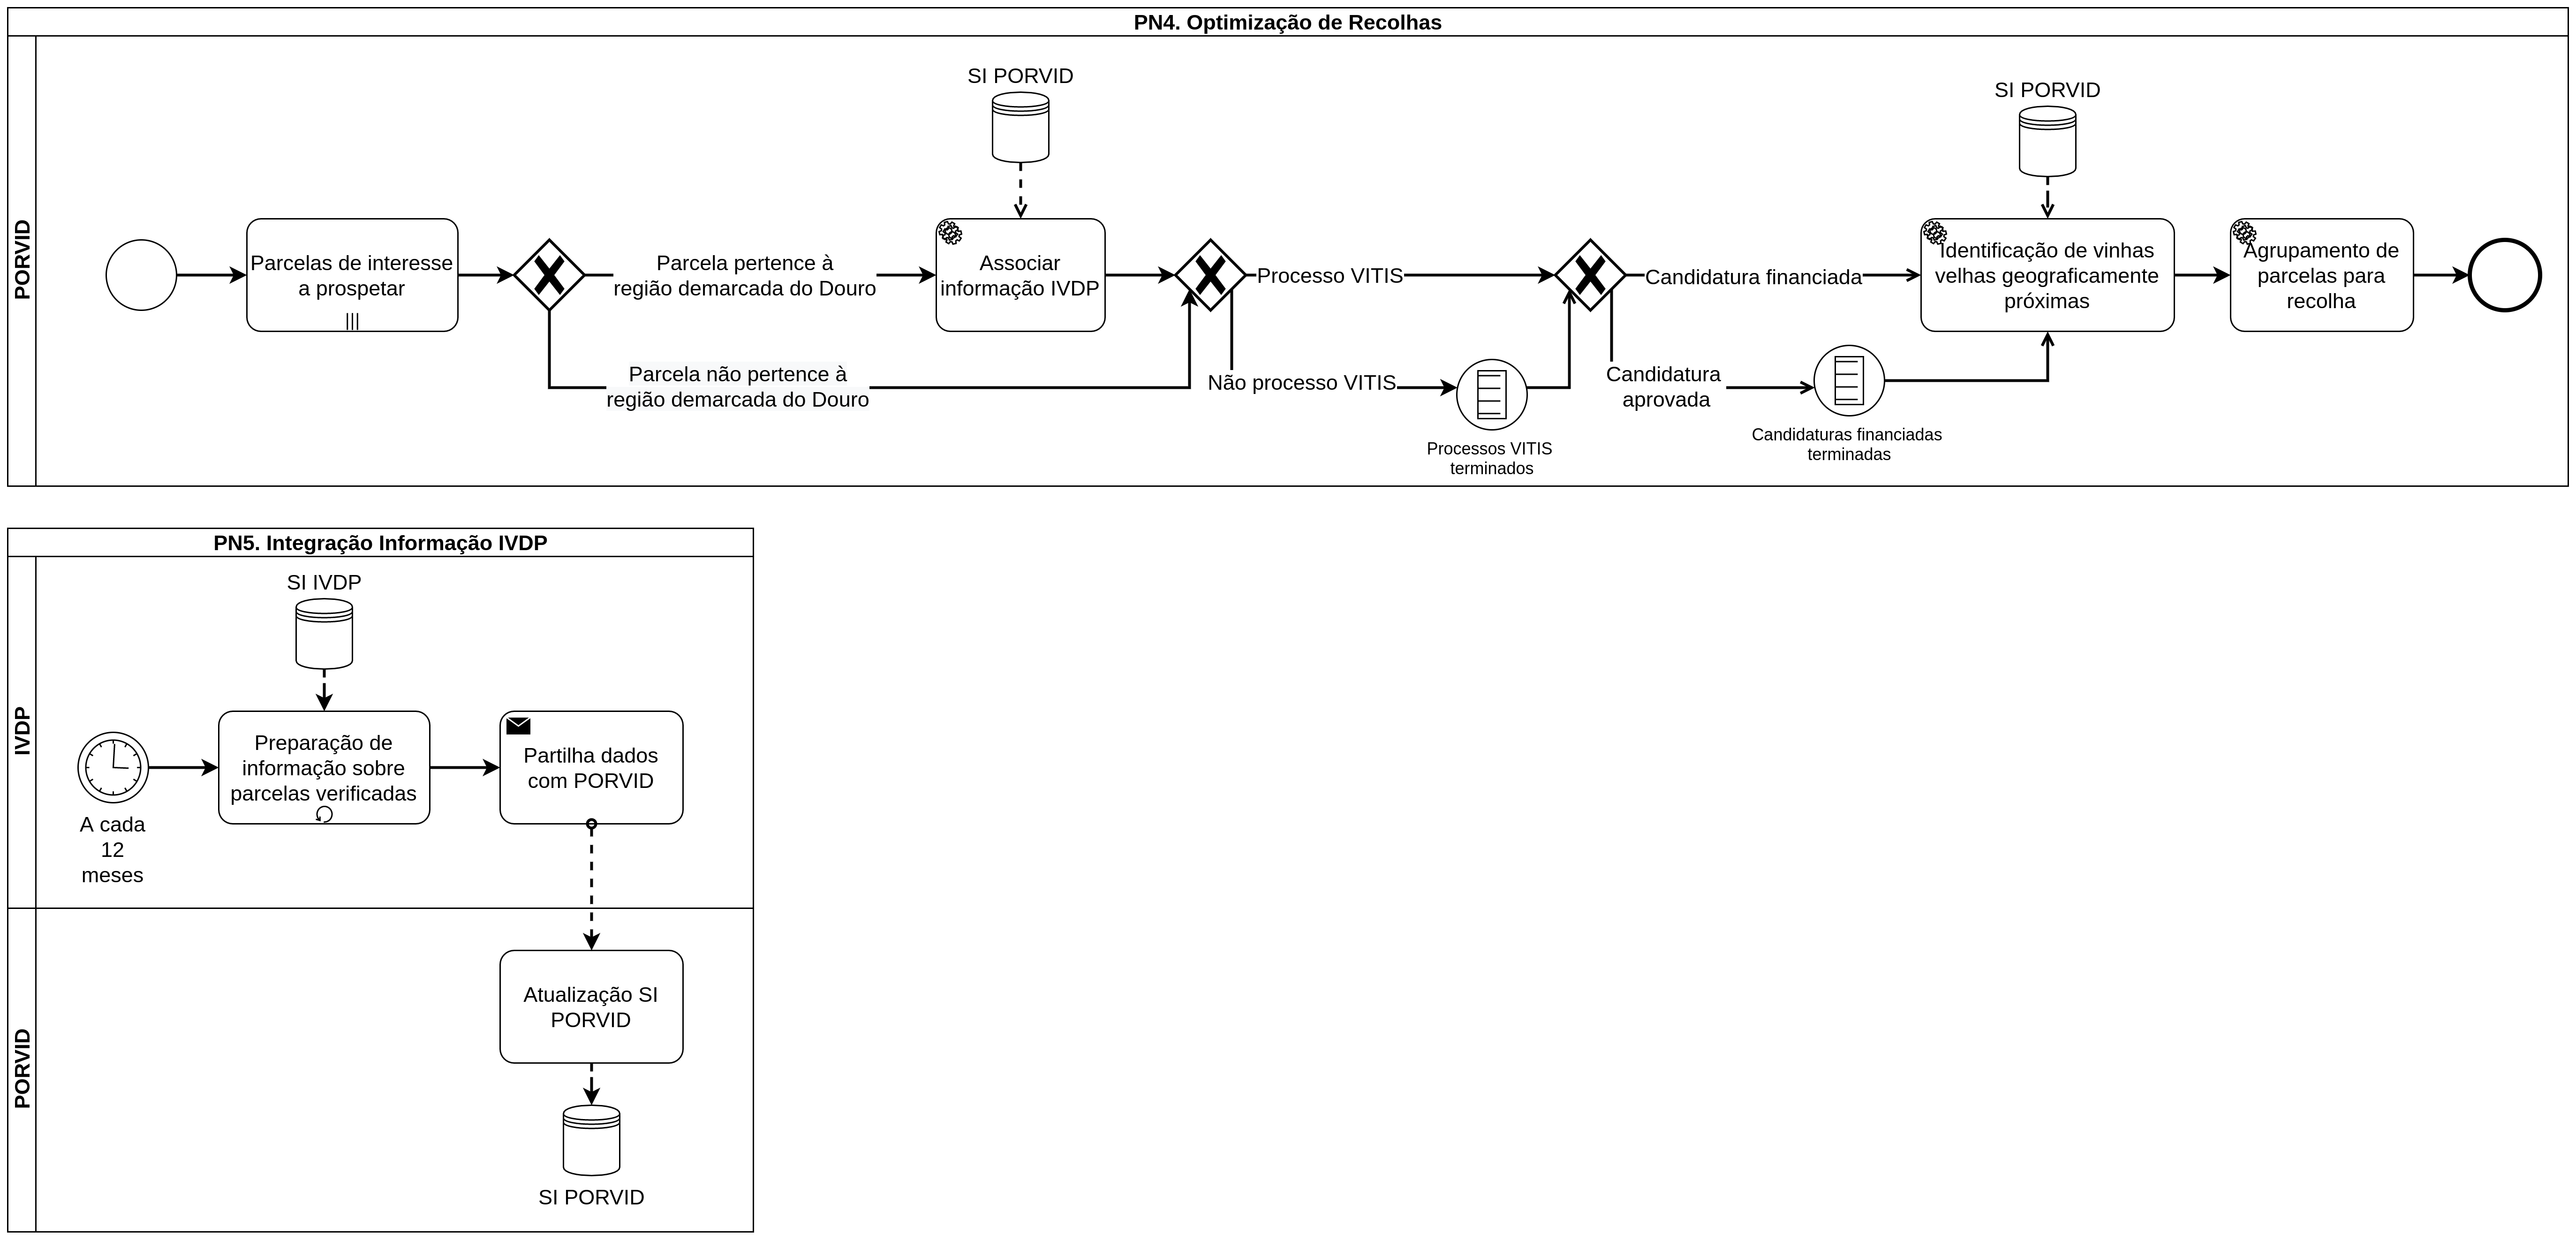 PN4. Optimização de Recolhas
PORVID
SI PORVID
SI PORVID
Parcelas de interesse
a prospetar
Parcela pertence à
região demarcada do Douro
Associar
informação IVDP
Processo VITIS
Candidatura financiada
Identificação de vinhas
velhas geograficamente
próximas
Agrupamento de
parcelas para
recolha
Parcela não pertence à
região demarcada do Douro
Não processo VITIS
Candidatura
aprovada
Processos VITIS
terminados
Candidaturas financiadas
terminadas
PN5. Integração Informação IVDP
IVDP
SI IVDP
A cada
12
meses
Preparação de
informação sobre
parcelas verificadas
Partilha dados
com PORVID
PORVID
Atualização SI
PORVID
SI PORVID